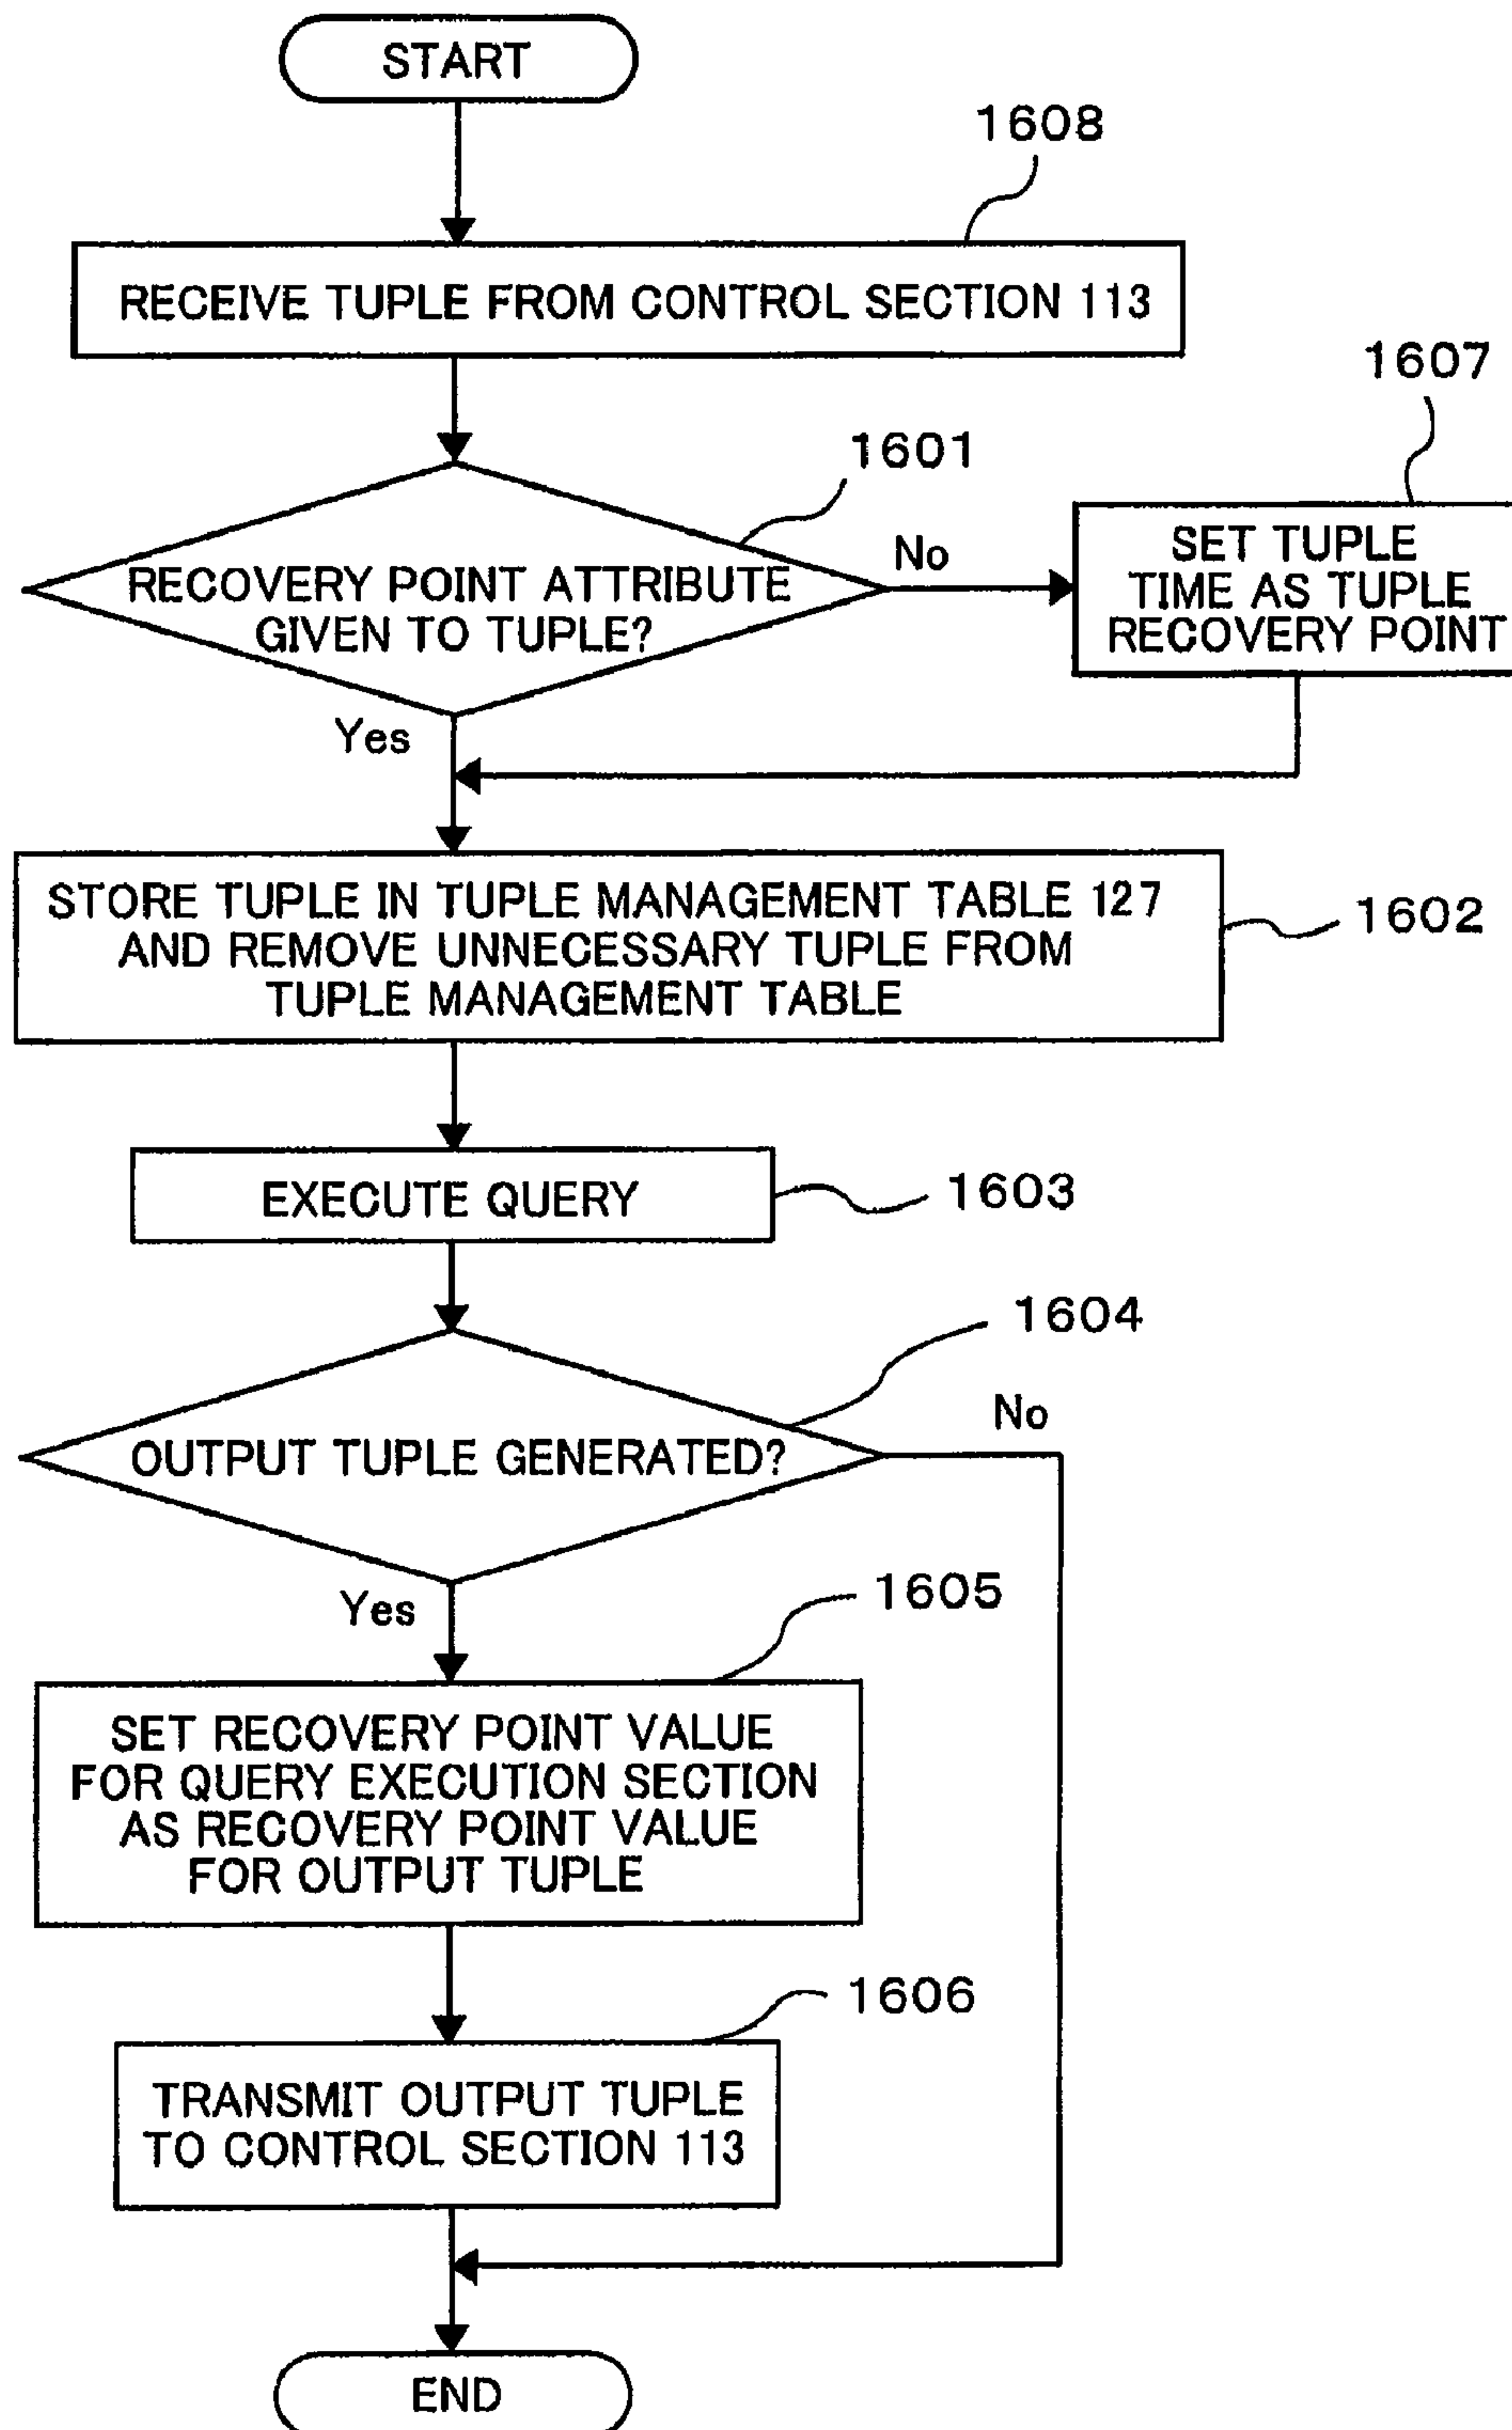 START
1608
RECEIVE TUPLE FROM CONTROL SECTION 113
1607
1601
No
SET TUPLE
TIME AS TUPLE
RECOVERY POINT
RECOVERY POINT ATTRIBUTE
GIVEN TO TUPLE?
Yes
STORE TUPLE IN TUPLE MANAGEMENT TABLE 127
AND REMOVE UNNECESSARY TUPLE FROM
TUPLE MANAGEMENT TABLE
1602
EXECUTE QUERY
1603
1604
No
OUTPUT TUPLE GENERATED?
Yes
1605
SET RECOVERY POINT VALUE
FOR QUERY EXECUTION SECTION
AS RECOVERY POINT VALUE
FOR OUTPUT TUPLE
1606
TRANSMIT OUTPUT TUPLE
TO CONTROL SECTION 113
END